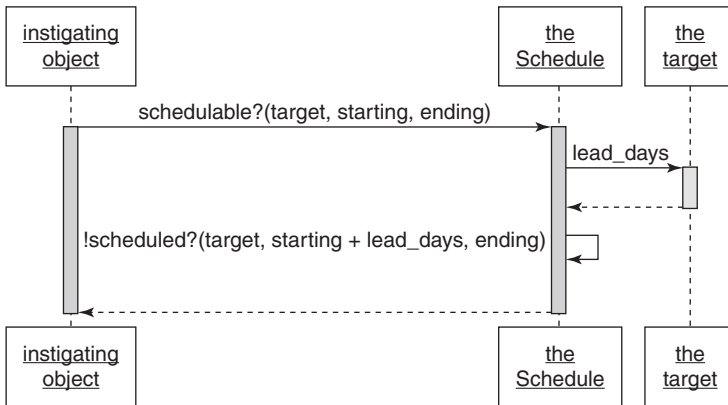 instigating
object
the
Schedule
the
target
schedulable?(target, starting, ending)
lead_days
!scheduled?(target, starting + lead_days, ending)
instigating
object
the
Schedule
the
target